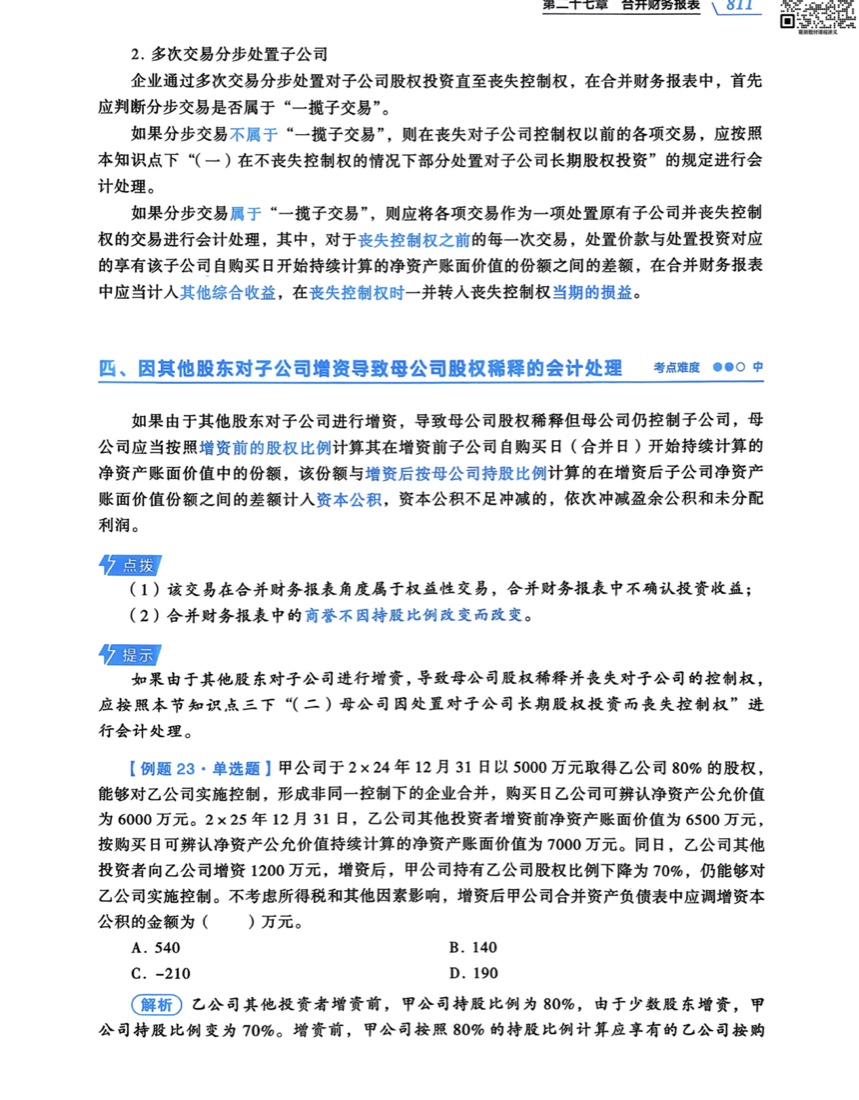 第二十七章 合并财务报表 811
2. 多次交易分步处置子公司
企业通过多次交易分步处置对子公司股权投资直至丧失控制权，在合并财务报表中，首先
应判断分步交易是否属于“一揽子交易”。
如果分步交易不属于“一揽子交易”，则在丧失对子公司控制权以前的各项交易，应按照
本知识点下“（一）在不丧失控制权的情况下部分处置对子公司长期股权投资”的规定进行会
计处理。
如果分步交易属于“一揽子交易”，则应将各项交易作为一项处置原有子公司并丧失控制
权的交易进行会计处理，其中，对于丧失控制权之前的每一次交易，处置价款与处置投资对应
的享有该子公司自购买日开始持续计算的净资产账面价值的份额之间的差额，在合并财务报表
中应当计入其他综合收益，在丧失控制权时一并转入丧失控制权当期的损益。
四、因其他股东对子公司增资导致母公司股权稀释的会计处理 考点难度 ●●○ 中
如果由于其他股东对子公司进行增资，导致母公司股权稀释但母公司仍控制子公司，母
公司应当按照增资前的股权比例计算其在增资前子公司自购买日（合并日）开始持续计算的
净资产账面价值中的份额，该份额与增资后按母公司持股比例计算的在增资后子公司净资产
账面价值份额之间的差额计入资本公积，资本公积不足冲减的，依次冲减盈余公积和未分配
利润。
点拨
（1）该交易在合并财务报表角度属于权益性交易，合并财务报表中不确认投资收益；
（2）合并财务报表中的商誉不因持股比例改变而改变。
提示
如果由于其他股东对子公司进行增资，导致母公司股权稀释并丧失对子公司的控制权，
应按照本节知识点三下“（二）母公司因处置对子公司长期股权投资而丧失控制权”进
行会计处理。
【例题 23·单选题】甲公司于 2×24 年 12 月 31 日以 5000 万元取得乙公司 80% 的股权，
能够对乙公司实施控制，形成非同一控制下的企业合并，购买日乙公司可辨认净资产公允价值
为 6000 万元。2×25 年 12 月 31 日，乙公司其他投资者增资前净资产账面价值为 6500 万元，
按购买日可辨认净资产公允价值持续计算的净资产账面价值为 7000 万元。同日，乙公司其他
投资者向乙公司增资 1200 万元，增资后，甲公司持有乙公司股权比例下降为 70%，仍能够对
乙公司实施控制。不考虑所得税和其他因素影响，增资后甲公司合并资产负债表中应调增资本
公积的金额为（ ）万元。
A. 540 B. 140
C. -210 D. 190
解析 乙公司其他投资者增资前，甲公司持股比例为 80%，由于少数股东增资，甲
公司持股比例变为 70%。增资前，甲公司按照 80% 的持股比例计算应享有的乙公司按购